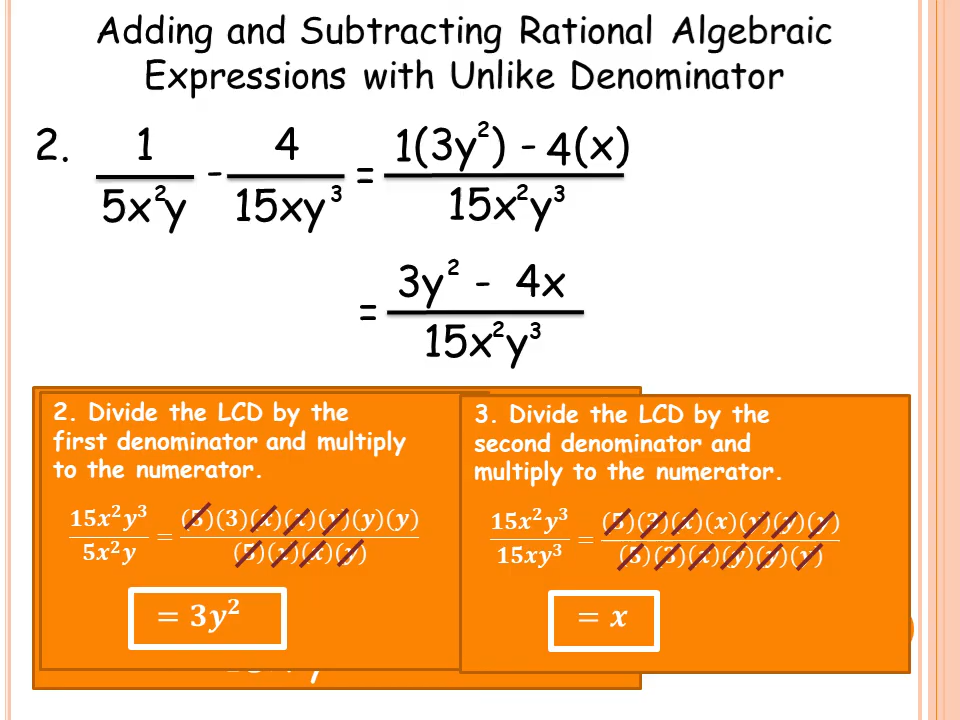 Adding and Subtracting Rational Algebraic
Expressions with Unlike Denominator
2. 1/5x²y - 4/15xy³ = 1(3y²) - 4(x)/15x²y³
= 3y² - 4x/15x²y³
2. Divide the LCD by the
first denominator and multiply
to the numerator.
15x²y³/5x²y = (5)(3)(x)(x)(y)(y)(y)/(5)(x)(x)(y)
= 3y²
3. Divide the LCD by the
second denominator and
multiply to the numerator.
15x²y³/15xy³ = (5)(3)(x)(x)(y)(y)(y)/(5)(3)(x)(y)(y)(y)
= x